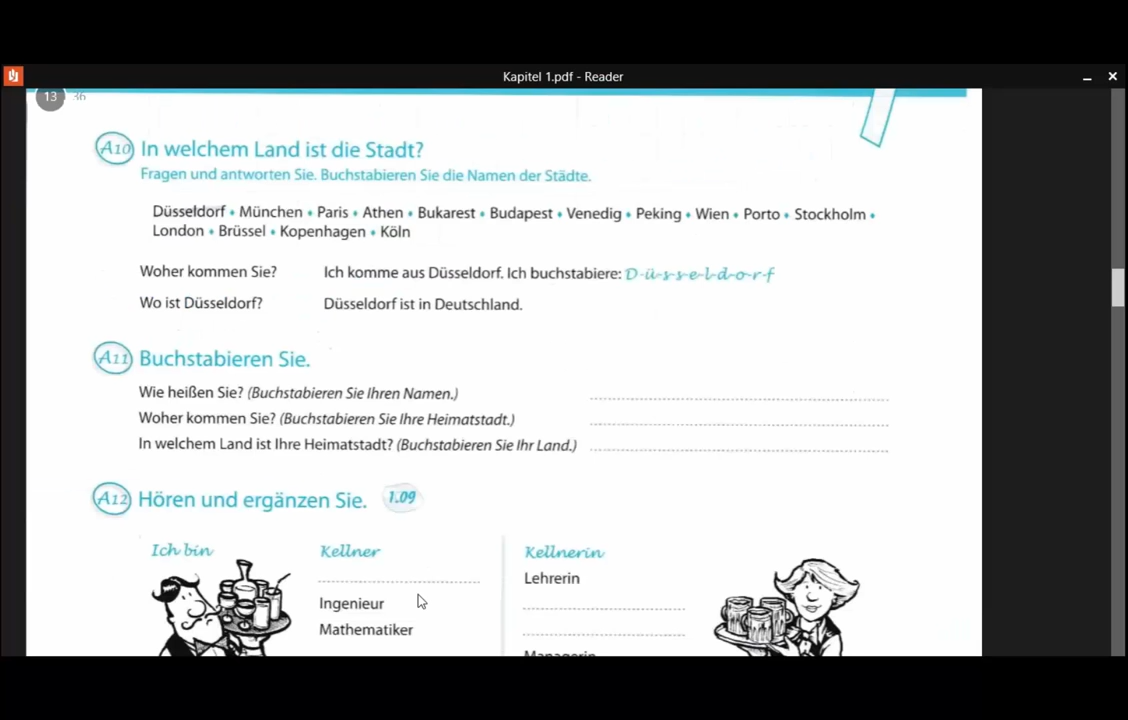 Kapitel 1.pdf - Reader
13 36
A10 In welchem Land ist die Stadt?
Fragen und antworten Sie. Buchstabieren Sie die Namen der Städte.
Düsseldorf • München • Paris • Athen • Bukarest • Budapest • Venedig • Peking • Wien • Porto • Stockholm •
London • Brüssel • Kopenhagen • Köln
Woher kommen Sie? Ich komme aus Düsseldorf. Ich buchstabiere: D-ü-s-s-e-l-d-o-r-f
Wo ist Düsseldorf? Düsseldorf ist in Deutschland.
A11 Buchstabieren Sie.
Wie heißen Sie? (Buchstabieren Sie Ihren Namen.)
Woher kommen Sie? (Buchstabieren Sie Ihre Heimatstadt.)
In welchem Land ist Ihre Heimatstadt? (Buchstabieren Sie Ihr Land.)
A12 Hören und ergänzen Sie. 1.09
Ich bin Kellner Kellnerin
Lehrerin
Ingenieur
Mathematiker
Managerin